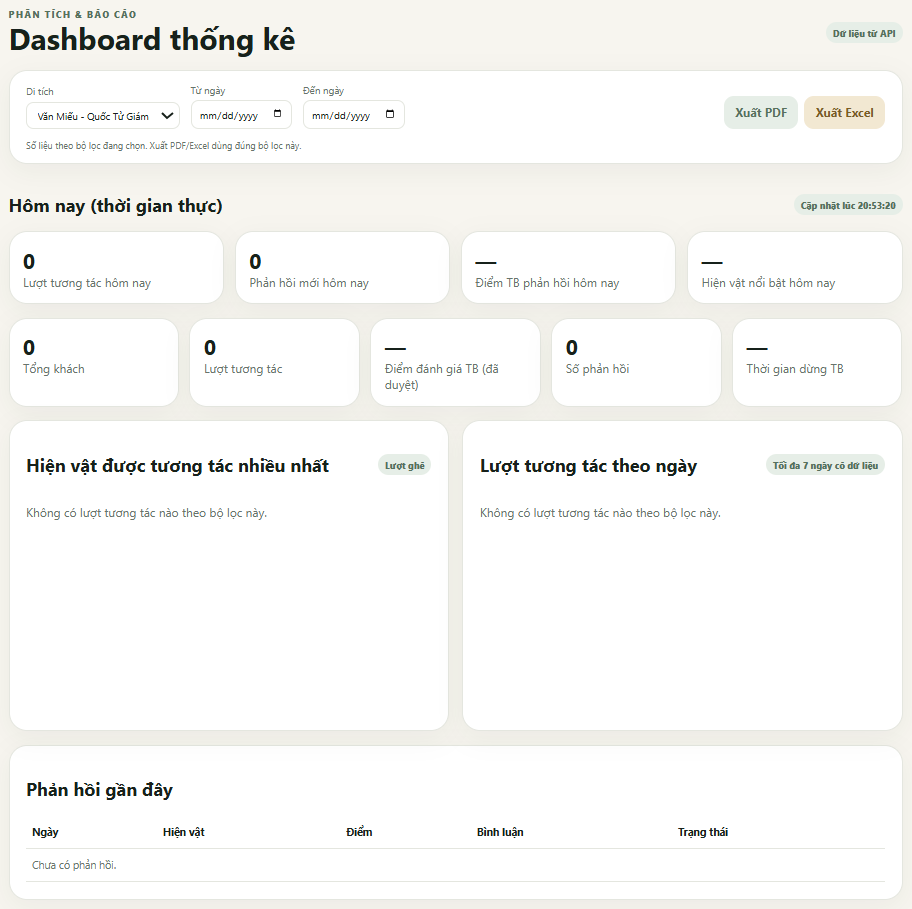 PHÂN TÍCH & BÁO CÁO
Dashboard thống kê
Dữ liệu từ API
Di tích
Từ ngày
Đến ngày
Văn Miếu - Quốc Tử Giám
mm/dd/yyyy
mm/dd/yyyy
Xuất PDF
Xuất Excel
Số liệu theo bộ lọc đang chọn. Xuất PDF/Excel dùng đúng bộ lọc này.
Hôm nay (thời gian thực)
Cập nhật lúc 20:53:20
0
Lượt tương tác hôm nay
0
Phản hồi mới hôm nay
—
Điểm TB phản hồi hôm nay
—
Hiện vật nổi bật hôm nay
0
Tổng khách
0
Lượt tương tác
—
Điểm đánh giá TB (đã
duyệt)
0
Số phản hồi
—
Thời gian dừng TB
Hiện vật được tương tác nhiều nhất
Lượt ghé
Không có lượt tương tác nào theo bộ lọc này.
Lượt tương tác theo ngày
Tối đa 7 ngày có dữ liệu
Không có lượt tương tác nào theo bộ lọc này.
Phản hồi gần đây
Ngày
Hiện vật
Điểm
Bình luận
Trạng thái
Chưa có phản hồi.